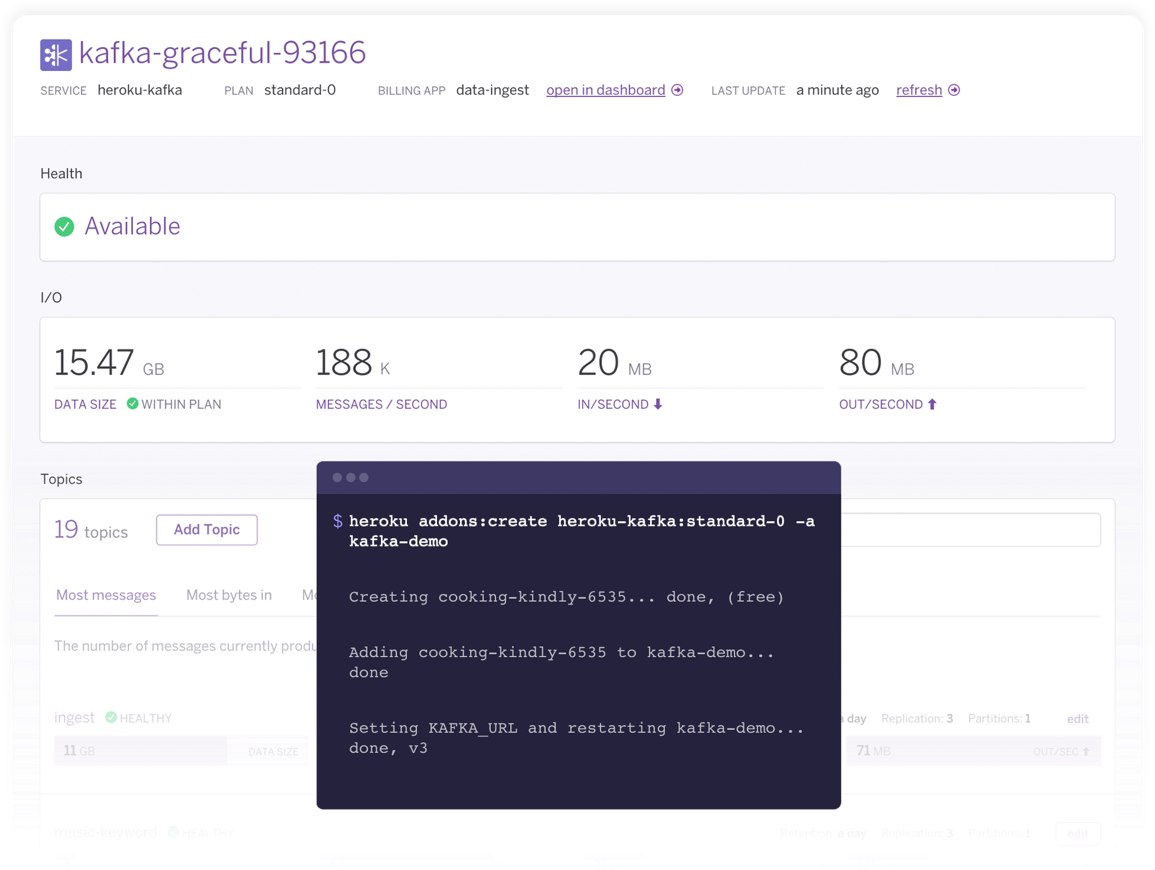 kafka-graceful-93166
SERVICE heroku-kafka PLAN standard-0 BILLING APP data-ingest open in dashboard LAST UPDATE a minute ago refresh
Health
Available
I/O
15.47 GB 188 K 20 MB 80 MB
DATA SIZE WITHIN PLAN MESSAGES / SECOND IN/SECOND OUT/SECOND
Topics
19 topics Add Topic
Most messages Most bytes in
The number of messages currently
ingest HEALTHY
day Replication: 3 Partitions: 1 edit
11 GB DATA SIZE 71 MB OUT/SEC
music-keyword HEALTHY Retention: a day Replication: 3 Partitions: 1 edit
$ heroku addons:create heroku-kafka:standard-0 -a
kafka-demo
Creating cooking-kindly-6535... done, (free)
Adding cooking-kindly-6535 to kafka-demo...
done
Setting KAFKA_URL and restarting kafka-demo...
done, v3